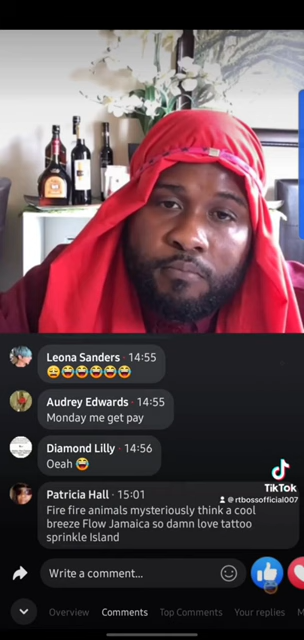 Leona Sanders · 14:55
😆😂😂😂😂😂
Audrey Edwards · 14:55
Monday me get pay
Diamond Lilly · 14:56
Oeah 😂
Patricia Hall · 15:01
Fire fire animals mysteriously think a cool
breeze Flow Jamaica so damn love tattoo
sprinkle Island
TikTok
@rtbossofficial007
Write a comment...
Overview Comments Top Comments Your replies M